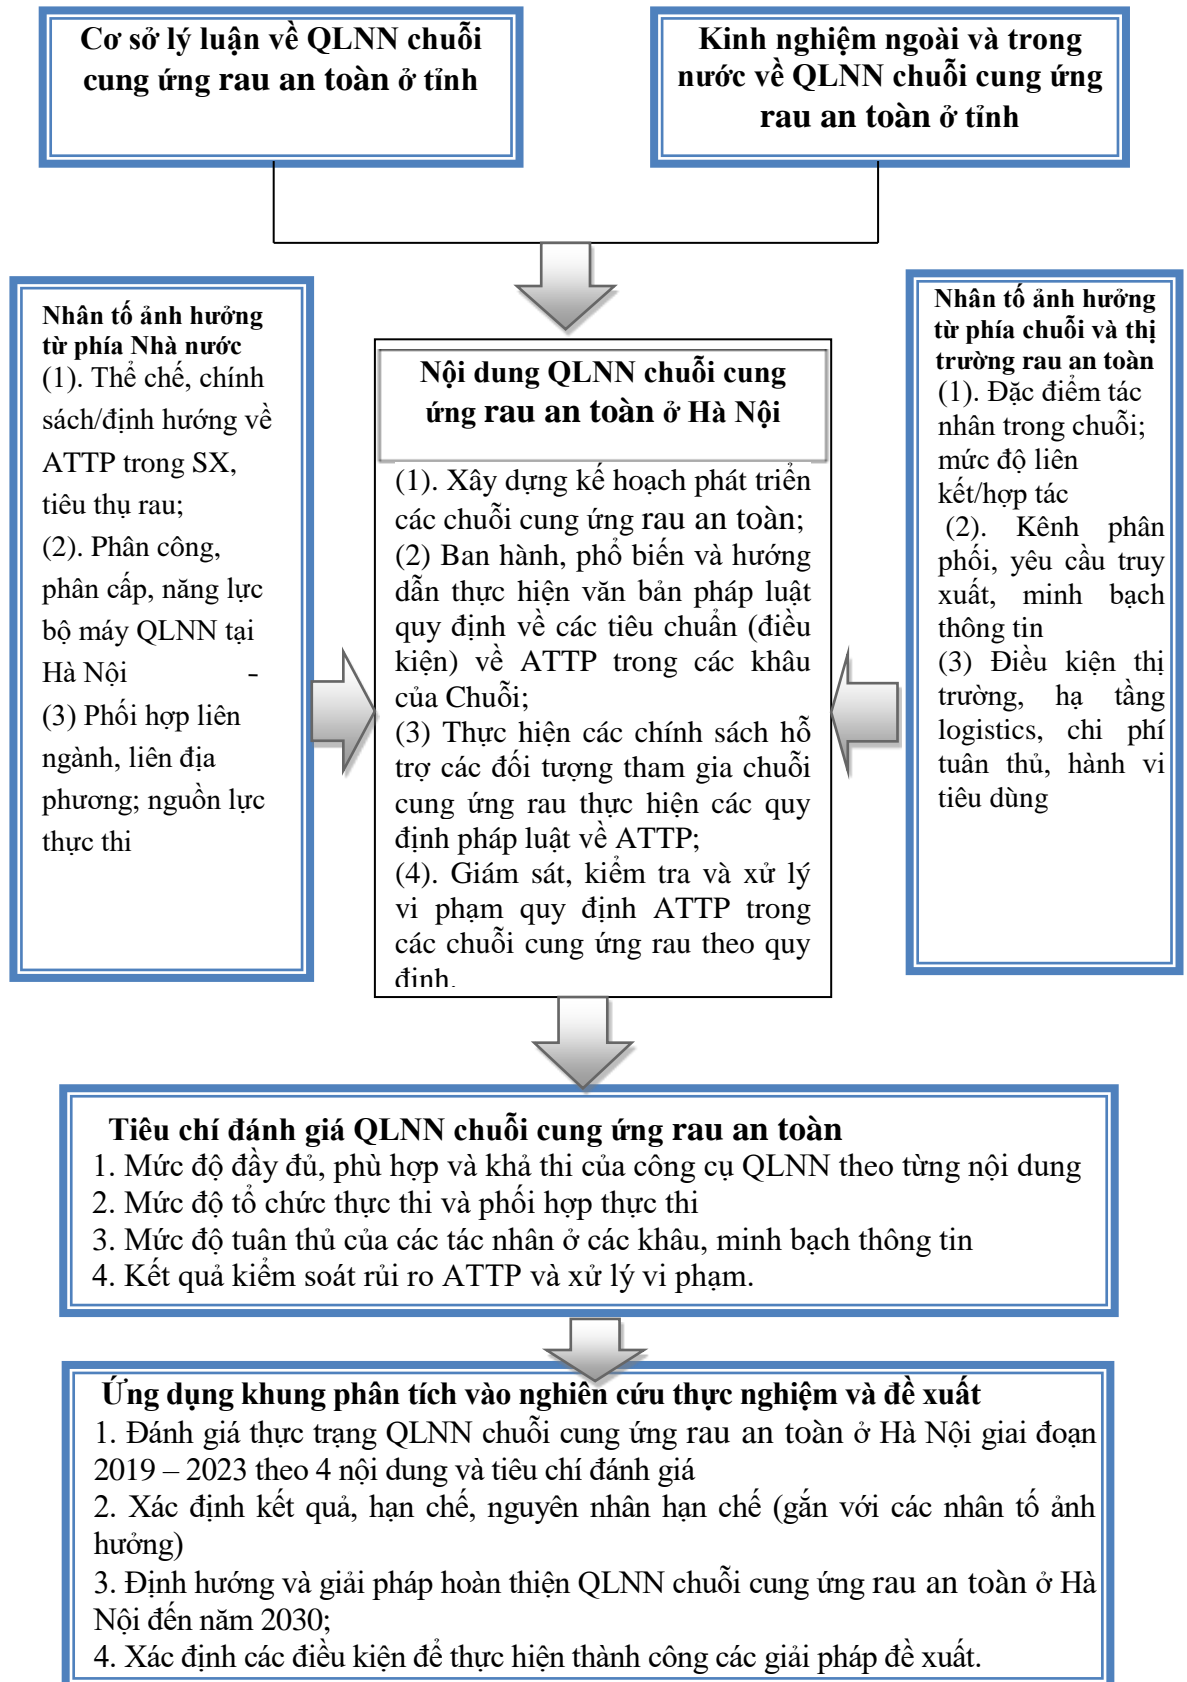 Cơ sở lý luận về QLNN chuỗi
cung ứng rau an toàn ở tỉnh
Kinh nghiệm ngoài và trong
nước về QLNN chuỗi cung ứng
rau an toàn ở tỉnh
Nhân tố ảnh hưởng
từ phía Nhà nước
(1). Thể chế, chính
sách/định hướng về
ATTP trong SX,
tiêu thụ rau;
(2). Phân công,
phân cấp, năng lực
bộ máy QLNN tại
Hà Nội -
(3) Phối hợp liên
ngành, liên địa
phương; nguồn lực
thực thi
Nội dung QLNN chuỗi cung
ứng rau an toàn ở Hà Nội
(1). Xây dựng kế hoạch phát triển
các chuỗi cung ứng rau an toàn;
(2) Ban hành, phổ biến và hướng
dẫn thực hiện văn bản pháp luật
quy định về các tiêu chuẩn (điều
kiện) về ATTP trong các khâu
của Chuỗi;
(3) Thực hiện các chính sách hỗ
trợ các đối tượng tham gia chuỗi
cung ứng rau thực hiện các quy
định pháp luật về ATTP;
(4). Giám sát, kiểm tra và xử lý
vi phạm quy định ATTP trong
các chuỗi cung ứng rau theo quy
định.
Nhân tố ảnh hưởng
từ phía chuỗi và thị
trường rau an toàn
(1). Đặc điểm tác
nhân trong chuỗi;
mức độ liên
kết/hợp tác
(2). Kênh phân
phối, yêu cầu truy
xuất, minh bạch
thông tin
(3) Điều kiện thị
trường, hạ tầng
logistics, chi phí
tuân thủ, hành vi
tiêu dùng
Tiêu chí đánh giá QLNN chuỗi cung ứng rau an toàn
1. Mức độ đầy đủ, phù hợp và khả thi của công cụ QLNN theo từng nội dung
2. Mức độ tổ chức thực thi và phối hợp thực thi
3. Mức độ tuân thủ của các tác nhân ở các khâu, minh bạch thông tin
4. Kết quả kiểm soát rủi ro ATTP và xử lý vi phạm.
Ứng dụng khung phân tích vào nghiên cứu thực nghiệm và đề xuất
1. Đánh giá thực trạng QLNN chuỗi cung ứng rau an toàn ở Hà Nội giai đoạn
2019 – 2023 theo 4 nội dung và tiêu chí đánh giá
2. Xác định kết quả, hạn chế, nguyên nhân hạn chế (gắn với các nhân tố ảnh
hưởng)
3. Định hướng và giải pháp hoàn thiện QLNN chuỗi cung ứng rau an toàn ở Hà
Nội đến năm 2030;
4. Xác định các điều kiện để thực hiện thành công các giải pháp đề xuất.